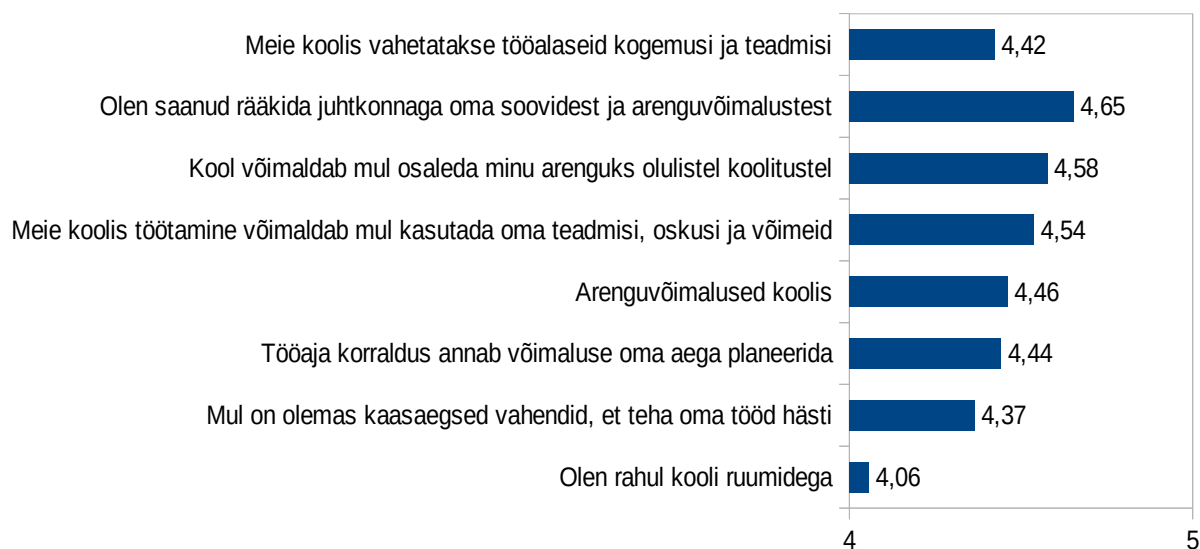 Meie koolis vahetatakse tööalaseid kogemusi ja teadmisi 4,42
Olen saanud rääkida juhtkonnaga oma soovidest ja arenguvõimalustest 4,65
Kool võimaldab mul osaleda minu arenguks olulistel koolitustel 4,58
Meie koolis töötamine võimaldab mul kasutada oma teadmisi, oskusi ja võimeid 4,54
Arenguvõimalused koolis 4,46
Tööaja korraldus annab võimaluse oma aega planeerida 4,44
Mul on olemas kaasaegsed vahendid, et teha oma tööd hästi 4,37
Olen rahul kooli ruumidega 4,06
4 5